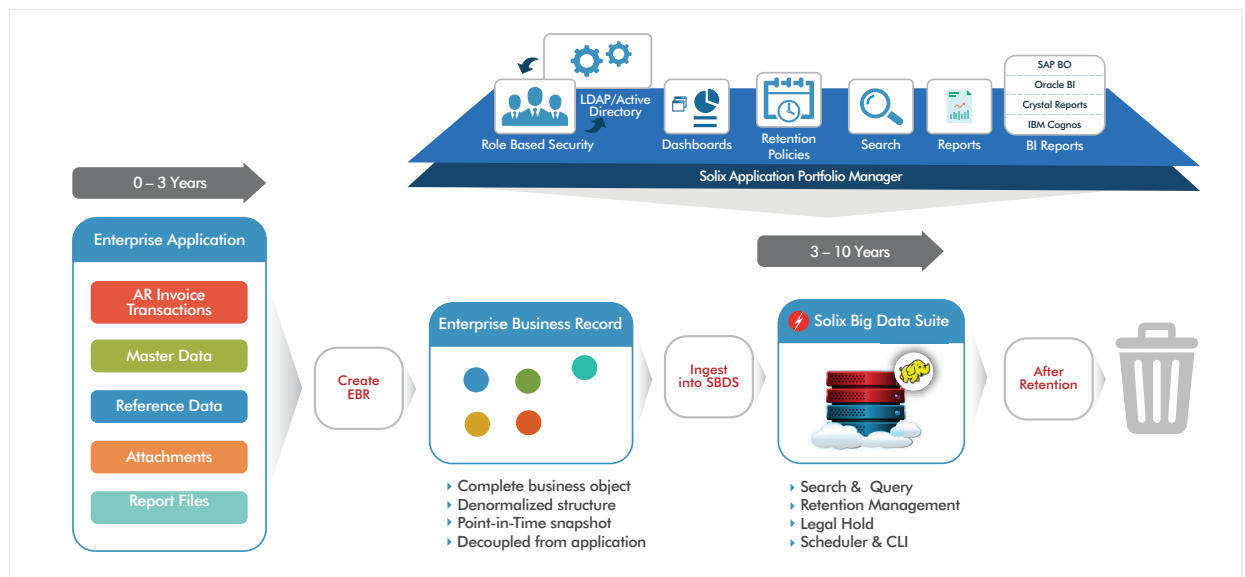 SAP BO
Oracle BI
Crystal Reports
IBM Cognos
LDAP/Active
Directory
Role Based Security
Dashboards
Retention
Policies
Search
Reports
BI Reports
Solix Application Portfolio Manager
0 – 3 Years
3 – 10 Years
Enterprise Application
AR Invoice
Transactions
Master Data
Reference Data
Attachments
Report Files
Create
EBR
Enterprise Business Record
Complete business object
Denormalized structure
Point-in-Time snapshot
Decoupled from application
Ingest
into SBDS
Solix Big Data Suite
Search & Query
Retention Management
Legal Hold
Scheduler & CLI
After
Retention